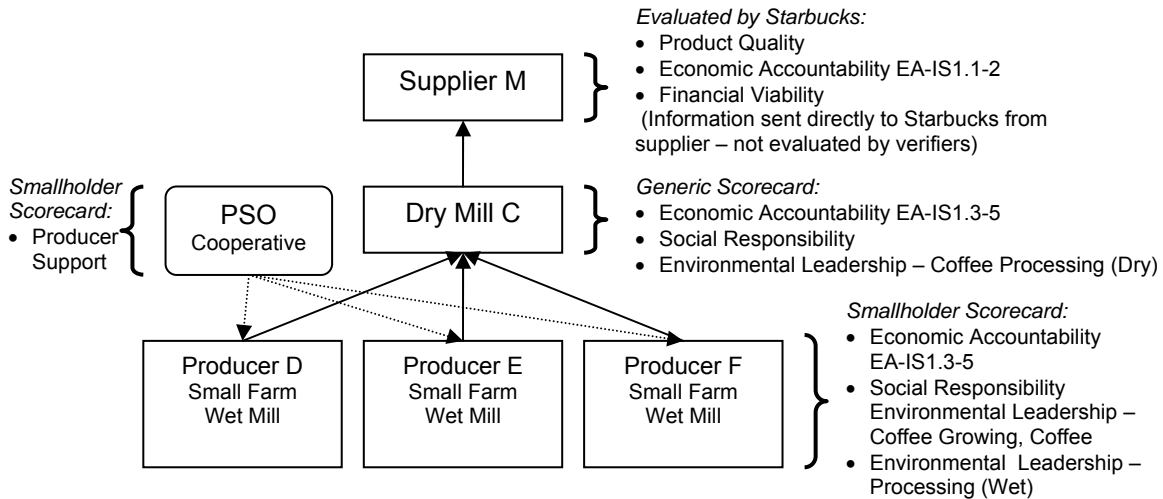 Evaluated by Starbucks:
• Product Quality
• Economic Accountability EA-IS1.1-2
• Financial Viability
(Information sent directly to Starbucks from
supplier – not evaluated by verifiers)
Supplier M
Smallholder
Scorecard:
• Producer
Support
PSO
Cooperative
Dry Mill C
Generic Scorecard:
• Economic Accountability EA-IS1.3-5
• Social Responsibility
• Environmental Leadership – Coffee Processing (Dry)
Producer D
Small Farm
Wet Mill
Producer E
Small Farm
Wet Mill
Producer F
Small Farm
Wet Mill
Smallholder Scorecard:
• Economic Accountability
EA-IS1.3-5
• Social Responsibility
Environmental Leadership –
Coffee Growing, Coffee
• Environmental Leadership –
Processing (Wet)